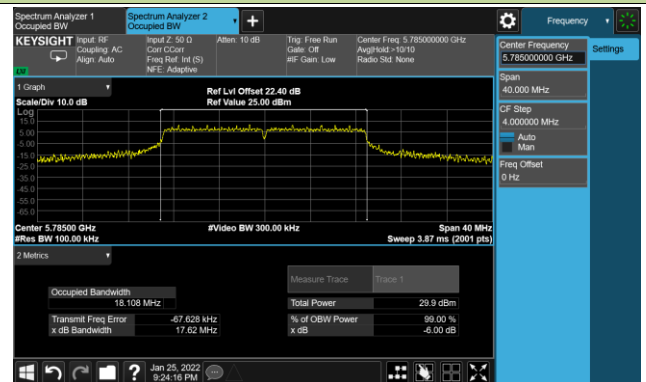 Spectrum Analyzer 1
Occupied BW
Spectrum Analyzer 2
Occupied BW
Frequency
KEYSIGHT
Input: RF
Coupling: AC
Align: Auto
Input Z: 50 Ω
Corr CCorr
Freq Ref: Int (S)
NFE: Adaptive
Atten: 10 dB
Trig: Free Run
Gate: Off
#IF Gain: Low
Center Freq: 5.785000000 GHz
Avg|Hold:>10/10
Radio Std: None
Center Frequency
5.785000000 GHz
Settings
Span
40.000 MHz
CF Step
4.000000 MHz
Auto
Man
Freq Offset
0 Hz
1 Graph
Scale/Div 10.0 dB
Ref Lvl Offset 22.40 dB
Ref Value 25.00 dBm
Log
15.0
5.00
-5.00
-15.0
-25.0
-35.0
-45.0
-55.0
-65.0
Center 5.78500 GHz
#Video BW 300.00 kHz
Span 40 MHz
#Res BW 100.00 kHz
Sweep 3.87 ms (2001 pts)
2 Metrics
Measure Trace
Trace 1
Occupied Bandwidth
18.108 MHz
Total Power
29.9 dBm
Transmit Freq Error
-67.628 kHz
% of OBW Power
99.00 %
x dB Bandwidth
17.62 MHz
x dB
-6.00 dB
?
Jan 25, 2022
9:24:16 PM